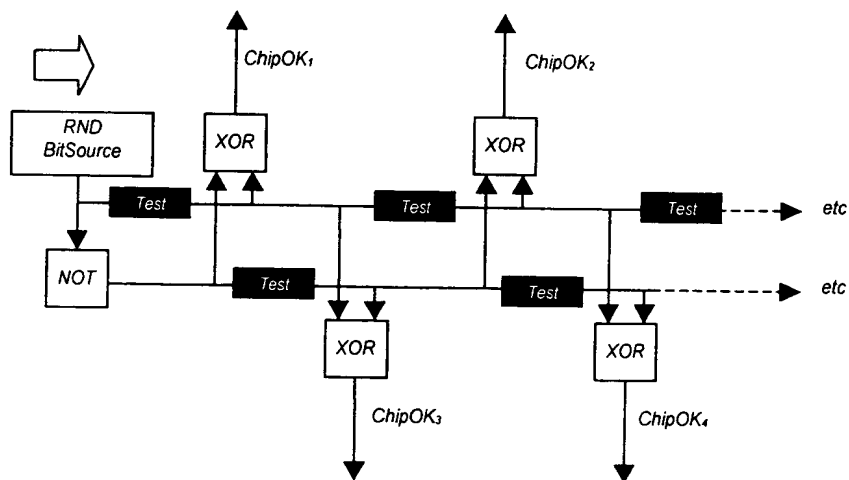 ChipOK₁
ChipOK₂
RND
BitSource
XOR
XOR
Test
Test
Test
etc
NOT
Test
Test
etc
XOR
XOR
ChipOK₃
ChipOK₄